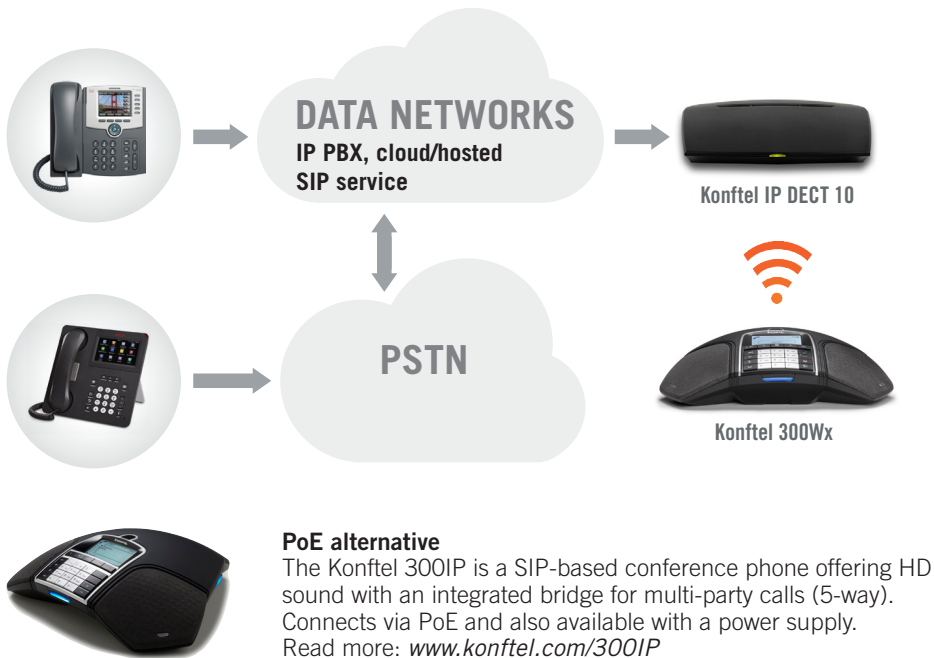 DATA NETWORKS
IP PBX, cloud/hosted
SIP service
Konftel IP DECT 10
PSTN
Konftel 300Wx
PoE alternative
The Konftel 300IP is a SIP-based conference phone offering HD
sound with an integrated bridge for multi-party calls (5-way).
Connects via PoE and also available with a power supply.
Read more: www.konftel.com/300IP